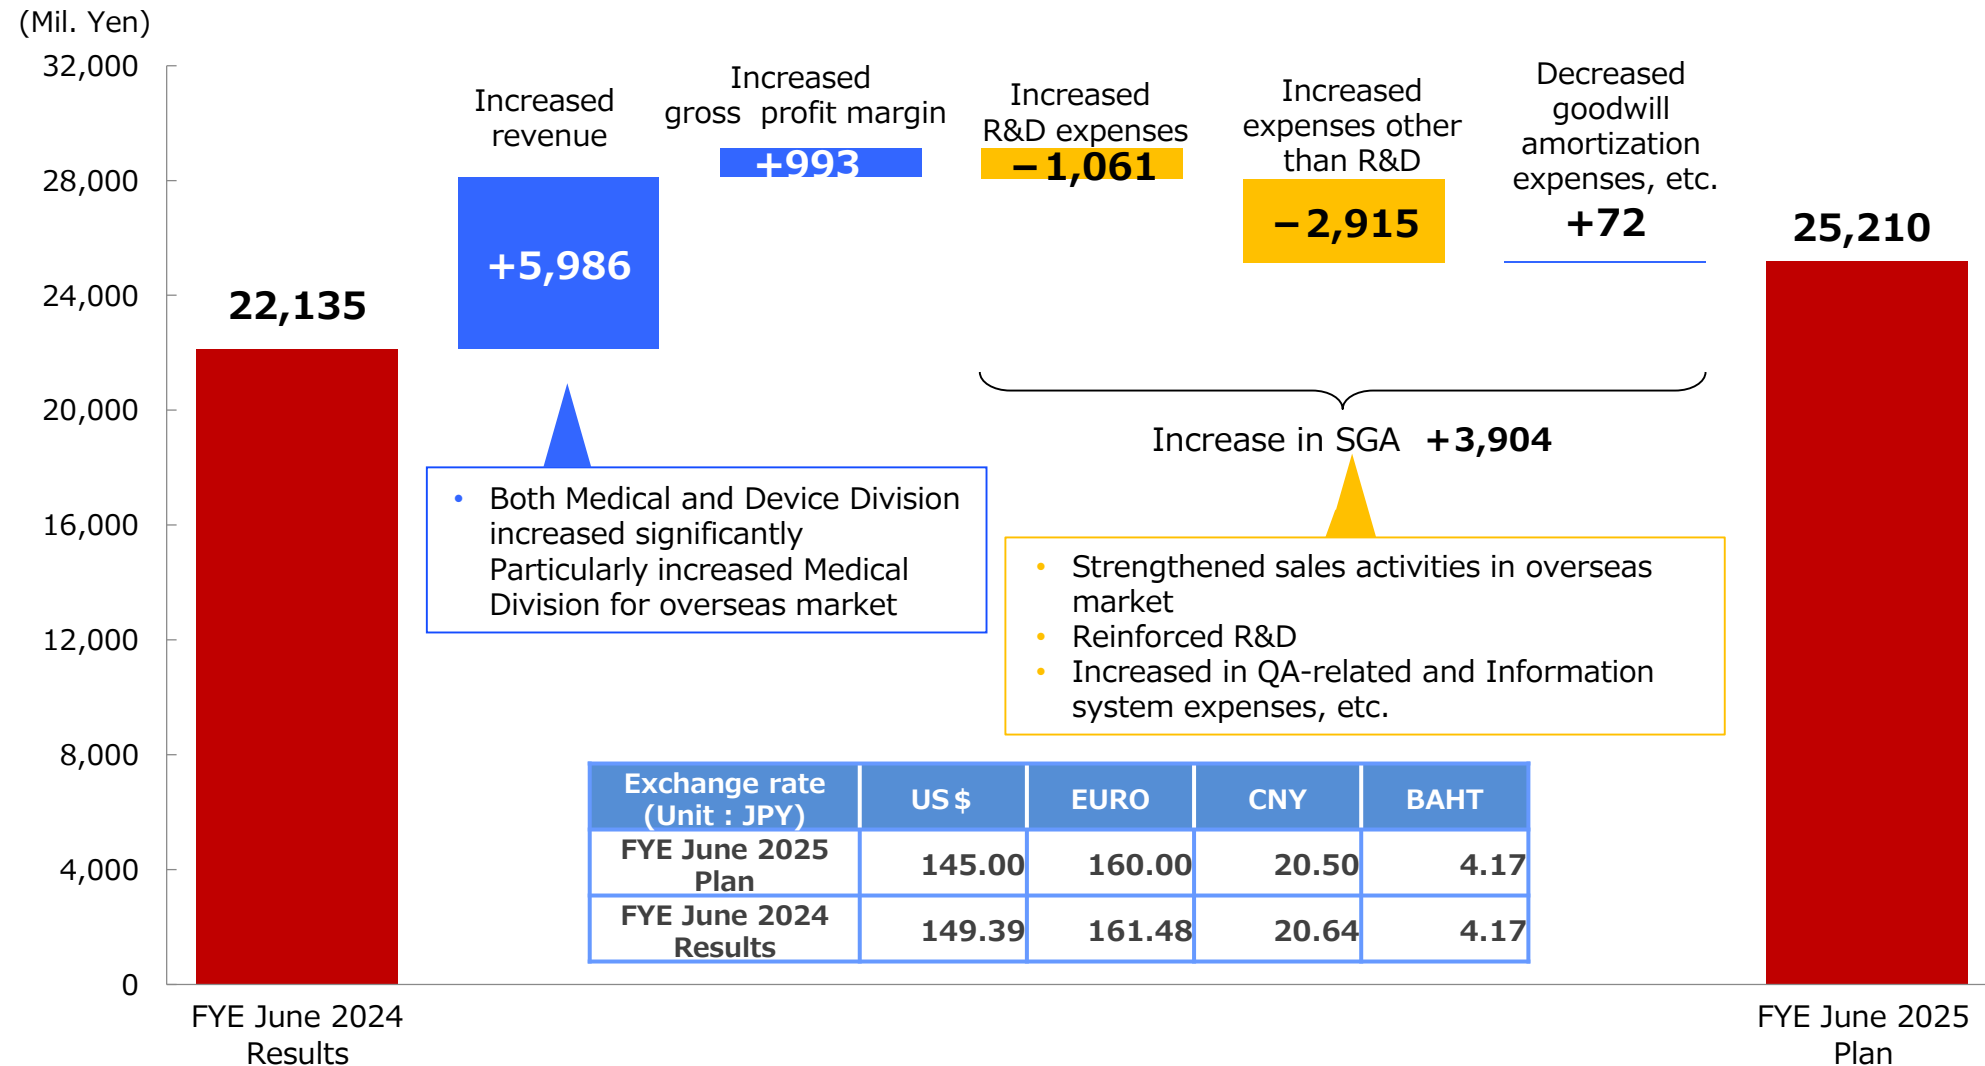 (Mil. Yen)
32,000
28,000
24,000
20,000
16,000
12,000
8,000
4,000
0
22,135
FYE June 2024
Results
Increased
revenue
+5,986
Increased
gross profit margin
+993
Increased
R&D expenses
−1,061
Increased
expenses other
than R&D
−2,915
Decreased
goodwill
amortization
expenses, etc.
+72
25,210
FYE June 2025
Plan
Increase in SGA +3,904
• Both Medical and Device Division
increased significantly
Particularly increased Medical
Division for overseas market
• Strengthened sales activities in overseas
market
• Reinforced R&D
• Increased in QA-related and Information
system expenses, etc.
Exchange rate
(Unit : JPY)
US$ EURO CNY BAHT
FYE June 2025
Plan
145.00 160.00 20.50 4.17
FYE June 2024
Results
149.39 161.48 20.64 4.17